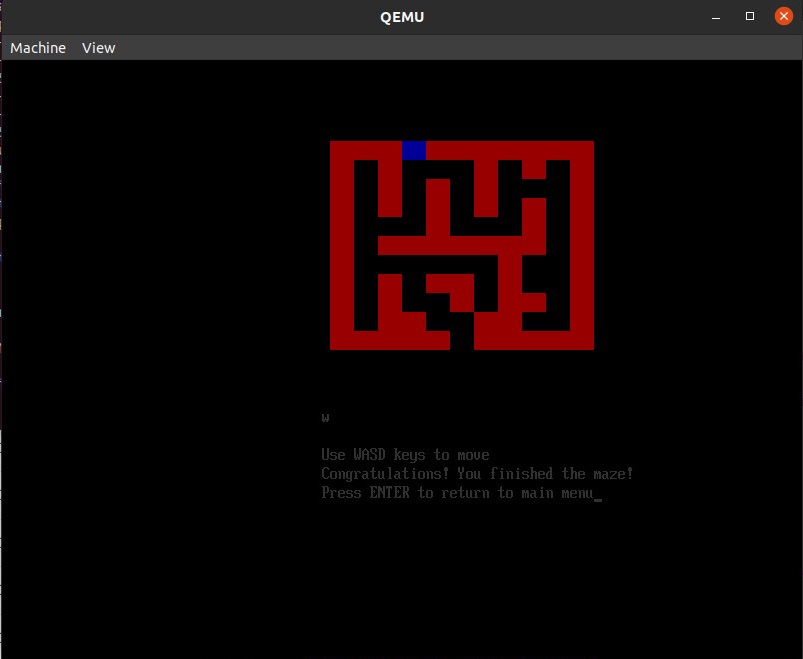 QEMU
Machine View
w
Use WASD keys to move
Congratulations! You finished the maze!
Press ENTER to return to main menu_